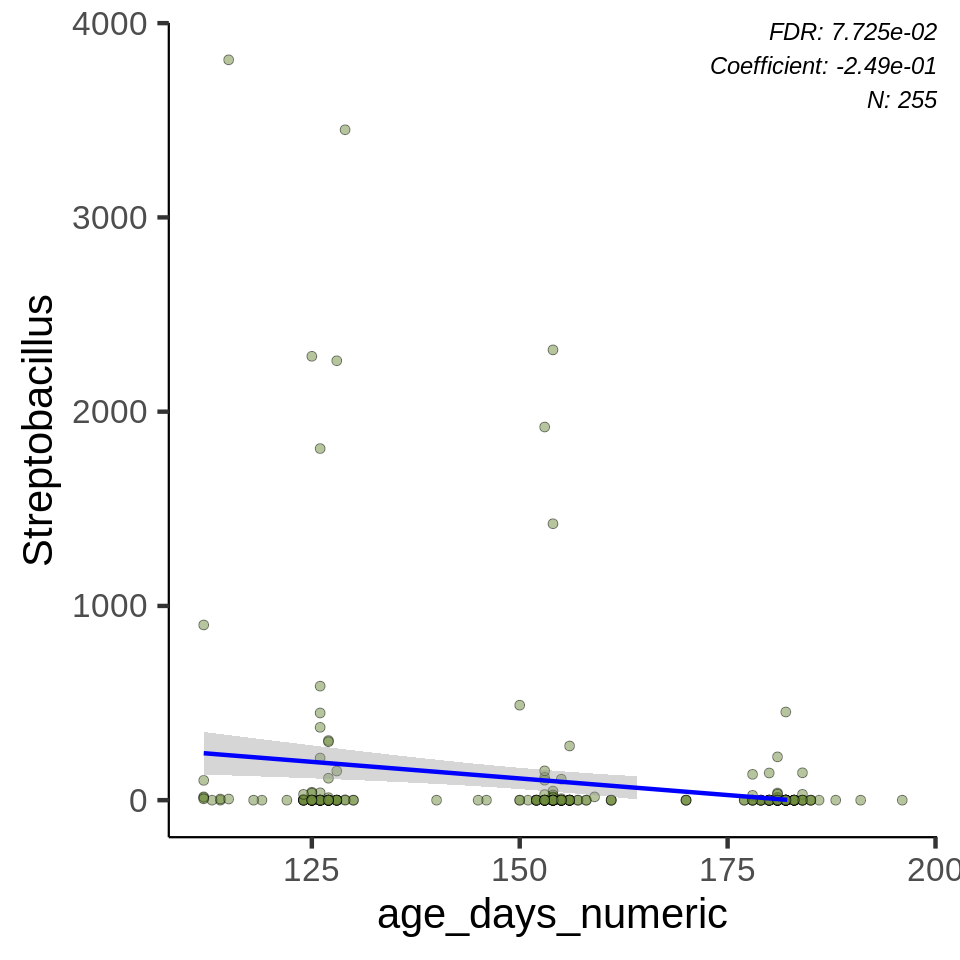 FDR: 7.725e-02
Coefficient: -2.49e-01
N: 255
4000
3000
2000
1000
0
Streptobacillus
125 150 175 200
age_days_numeric